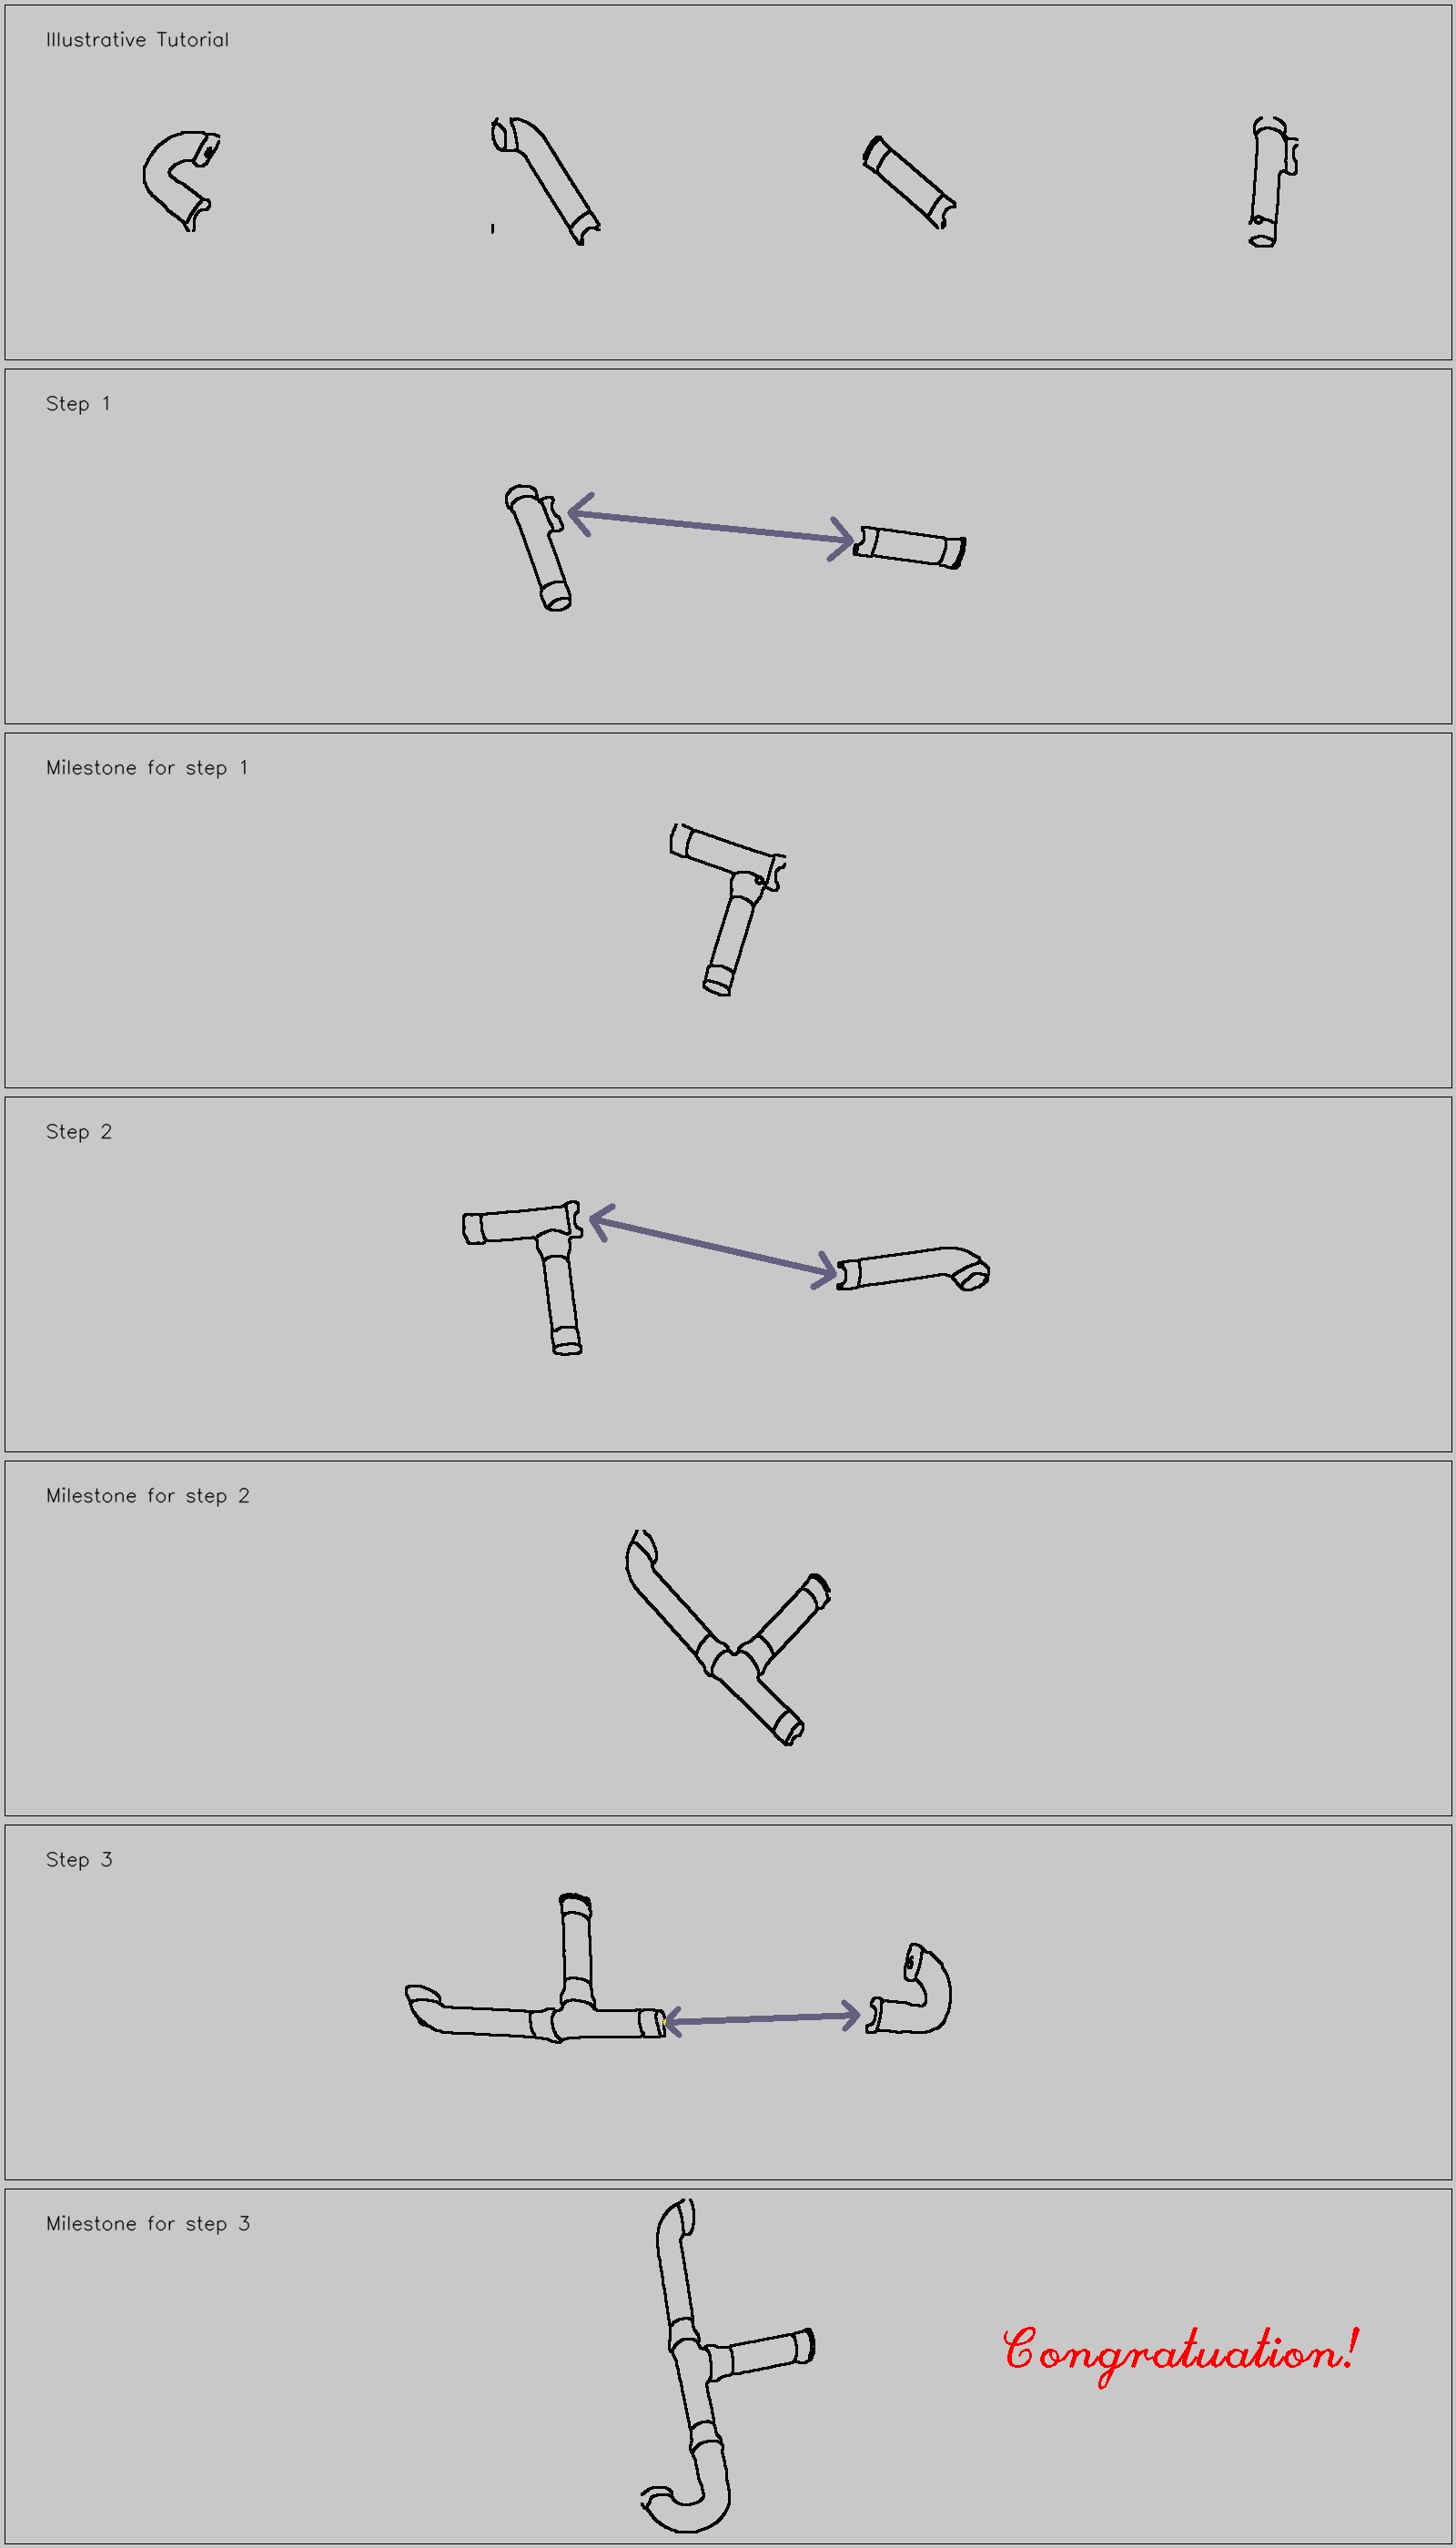 Illustrative Tutorial
Step 1
Milestone for step 1
Step 2
Milestone for step 2
Step 3
Milestone for step 3
Congratuation!